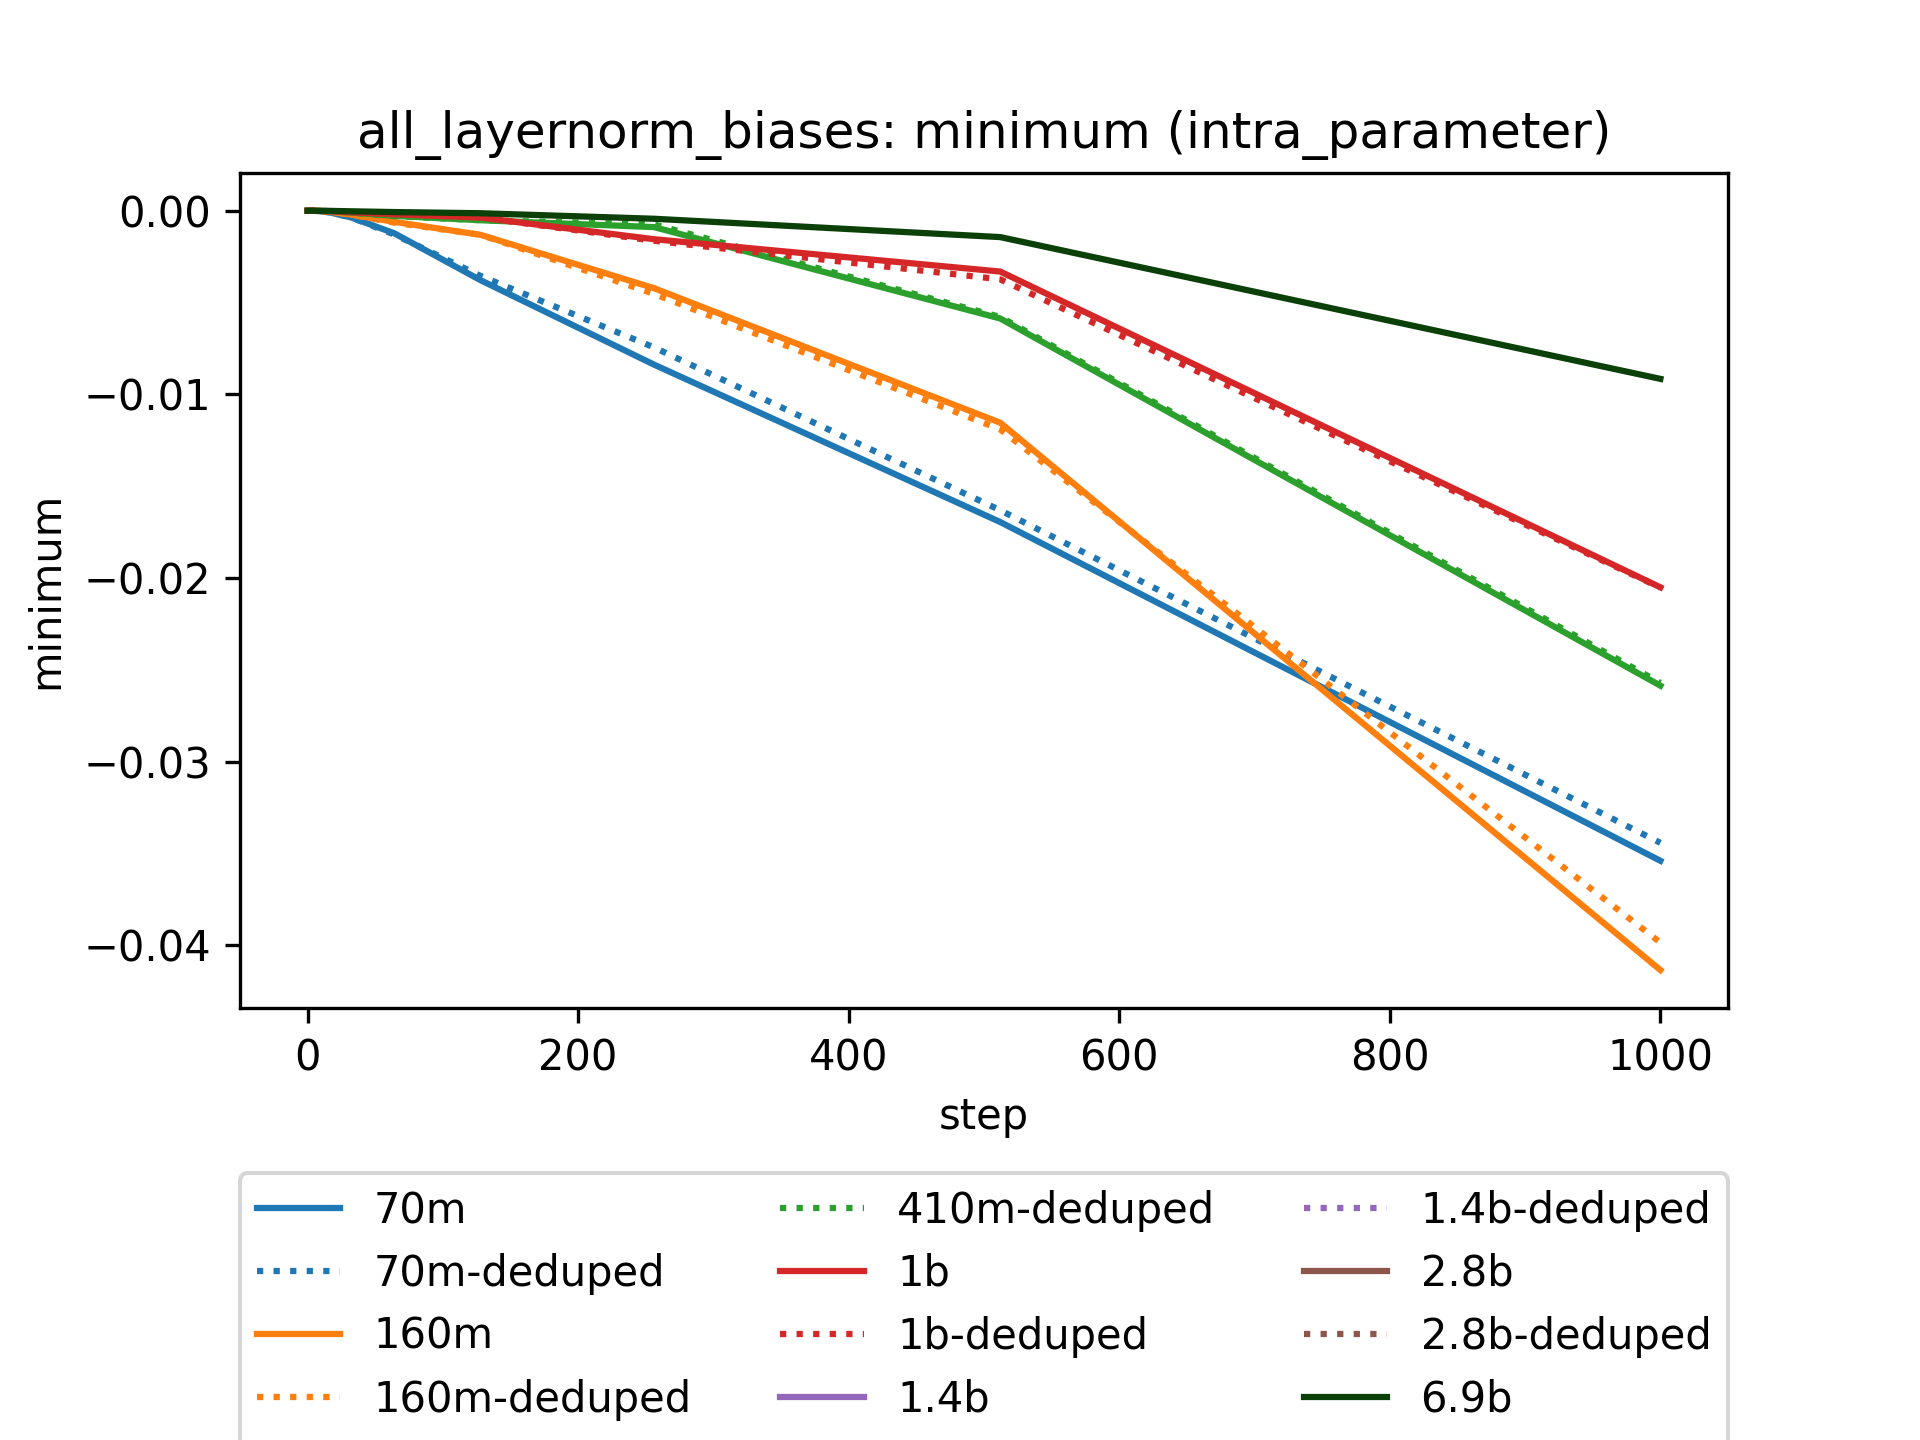 all_layernorm_biases: minimum (intra_parameter)
0.00
−0.01
−0.02
−0.03
−0.04
minimum
0 200 400 600 800 1000
step
70m 410m-deduped 1.4b-deduped
70m-deduped 1b 2.8b
160m 1b-deduped 2.8b-deduped
160m-deduped 1.4b 6.9b